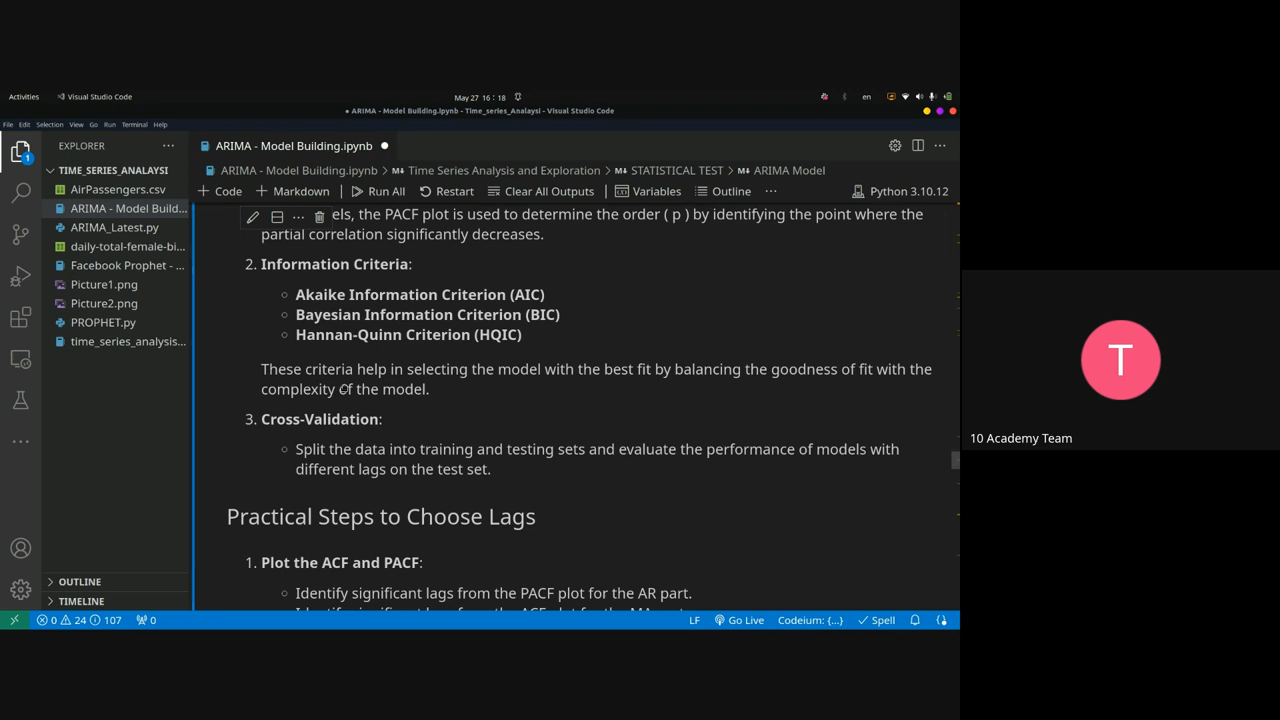 Activities Visual Studio Code May 27 16:18 en
● ARIMA - Model Building.ipynb - Time_series_Analaysi - Visual Studio Code
File Edit Selection View Go Run Terminal Help
EXPLORER
TIME_SERIES_ANALAYSI
AirPassengers.csv
ARIMA - Model Build...
ARIMA_Latest.py
daily-total-female-bi...
Facebook Prophet - ...
Picture1.png
Picture2.png
PROPHET.py
time_series_analysis...
OUTLINE
TIMELINE
1
ARIMA - Model Building.ipynb ●
ARIMA - Model Building.ipynb > Time Series Analysis and Exploration > STATISTICAL TEST > ARIMA Model
+ Code + Markdown Run All Restart Clear All Outputs Variables Outline ... Python 3.10.12
els, the PACF plot is used to determine the order ( p ) by identifying the point where the
partial correlation significantly decreases.
2. Information Criteria:
Akaike Information Criterion (AIC)
Bayesian Information Criterion (BIC)
Hannan-Quinn Criterion (HQIC)
These criteria help in selecting the model with the best fit by balancing the goodness of fit with the
complexity of the model.
3. Cross-Validation:
Split the data into training and testing sets and evaluate the performance of models with
different lags on the test set.
Practical Steps to Choose Lags
1. Plot the ACF and PACF:
Identify significant lags from the PACF plot for the AR part.
0 24 107 0 LF Go Live Codeium: {...} Spell
T
10 Academy Team